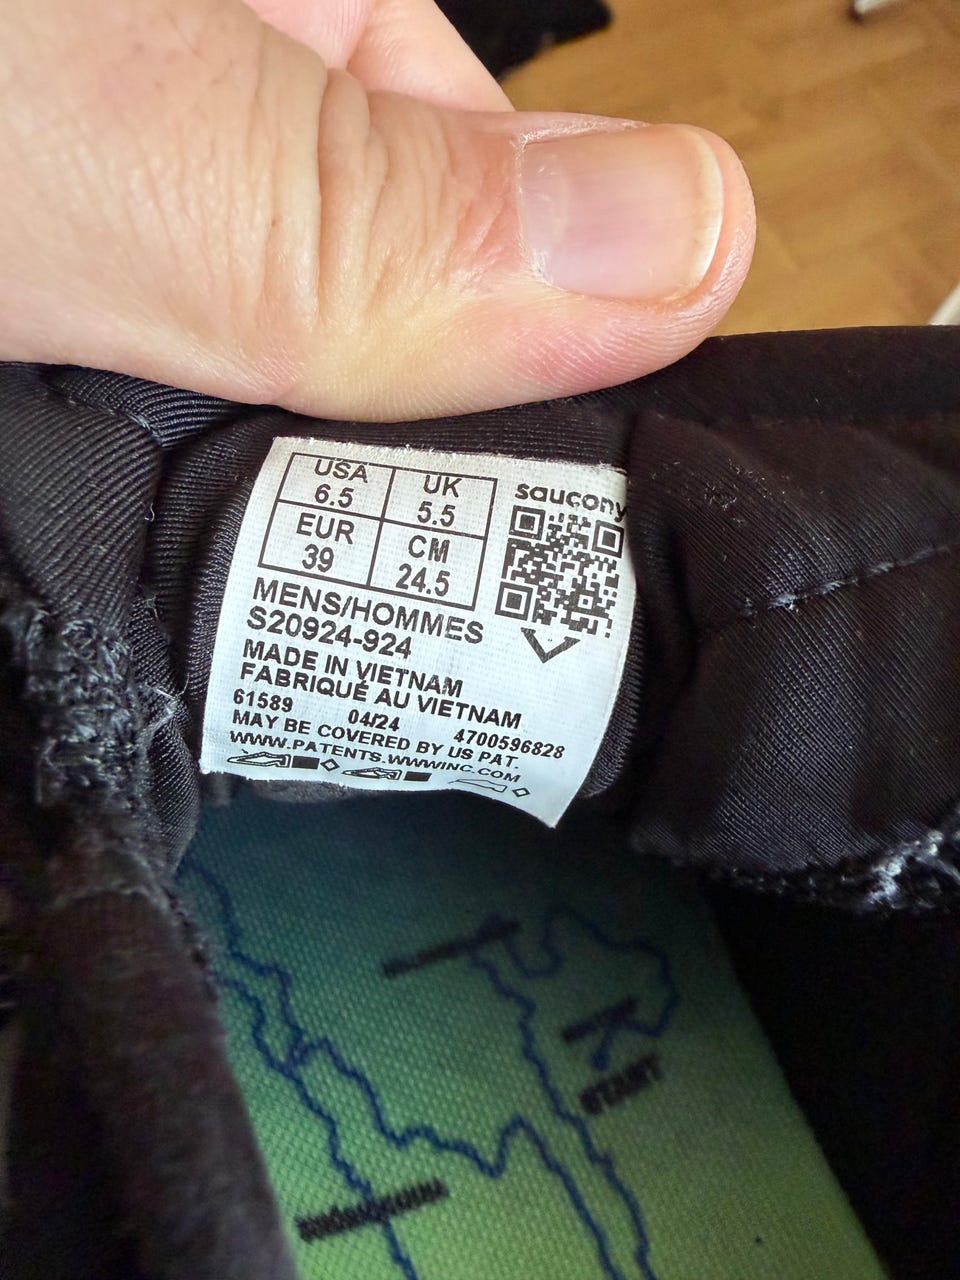 USA
6.5
UK
5.5
EUR
39
CM
24.5
saucony
MENS/HOMMES
S20924-924
MADE IN VIETNAM
FABRIQUÉ AU VIETNAM
61589 04/24 4700596828
MAY BE COVERED BY US PAT.
WWW.PATENTS.WWWINC.COM
START